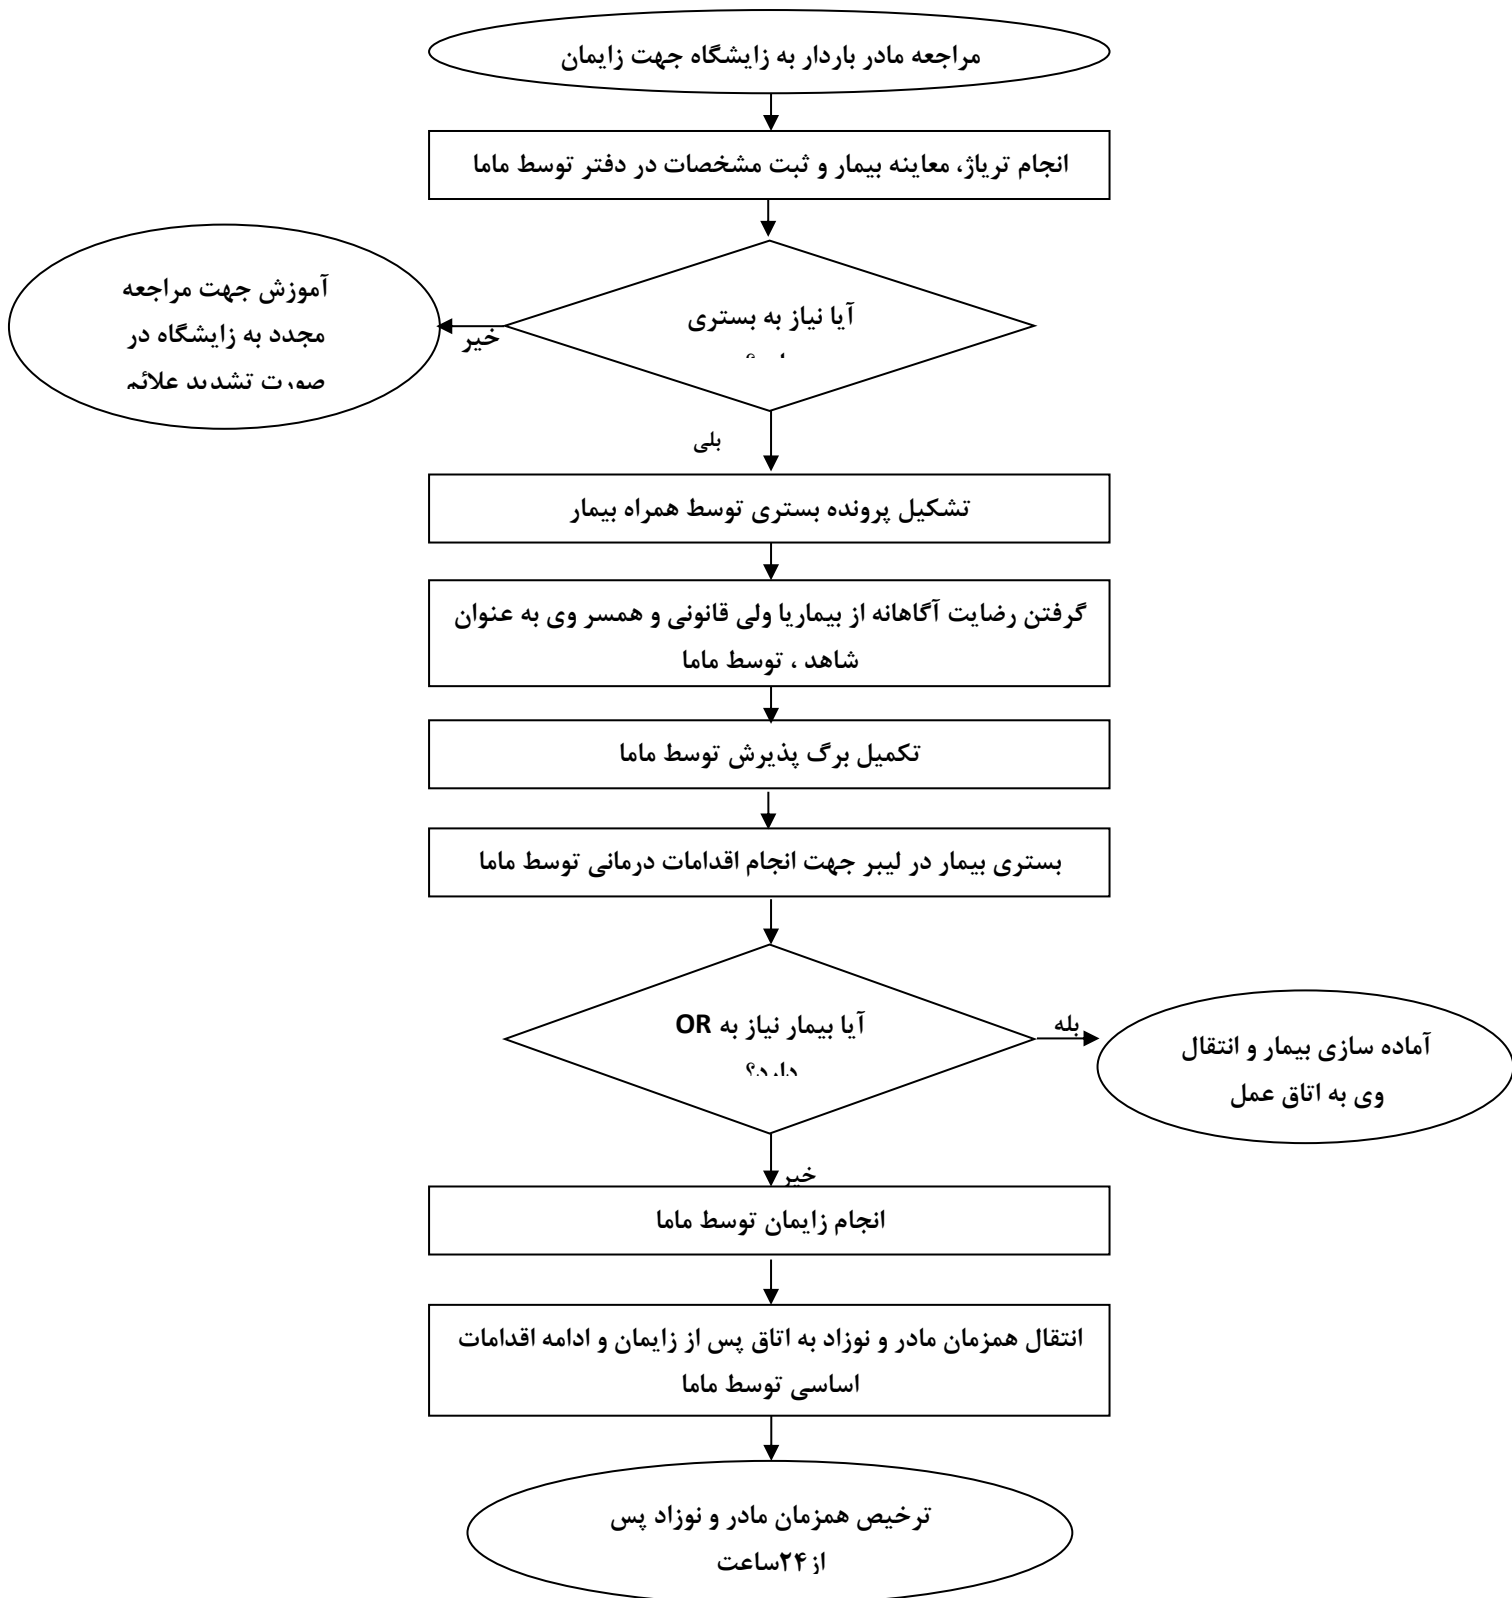 مراجعه مادر باردار به زایشگاه جهت زایمان
انجام تریاژ، معاینه بیمار و ثبت مشخصات در دفتر توسط ماما
آیا نیاز به بستری
خیر
آموزش جهت مراجعه
مجدد به زایشگاه در
صورت تشدید علائم
بلی
تشکیل پرونده بستری توسط همراه بیمار
گرفتن رضایت آگاهانه از بیماریا ولی قانونی و همسر وی به عنوان
شاهد ، توسط ماما
تکمیل برگ پذیرش توسط ماما
بستری بیمار در لیبر جهت انجام اقدامات درمانی توسط ماما
آیا بیمار نیاز به OR
دارد؟
بله
آماده سازی بیمار و انتقال
وی به اتاق عمل
خیر
انجام زایمان توسط ماما
انتقال همزمان مادر و نوزاد به اتاق پس از زایمان و ادامه اقدامات
اساسی توسط ماما
ترخیص همزمان مادر و نوزاد پس
از۲۴ساعت